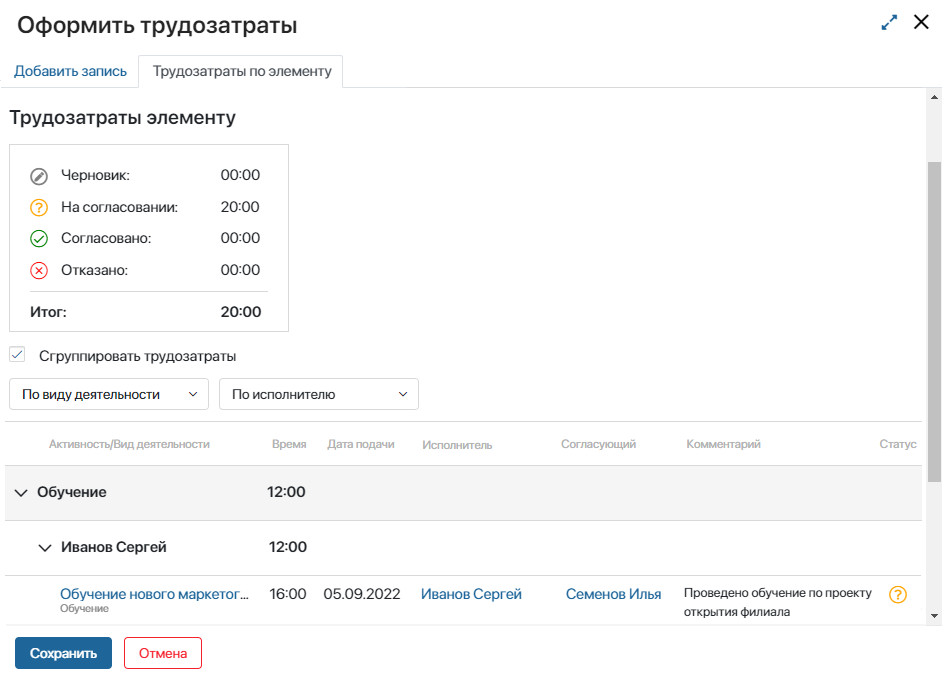 Оформить трудозатраты
Добавить запись Трудозатраты по элементу
Трудозатраты элементу
Черновик: 00:00
На согласовании: 20:00
Согласовано: 00:00
Отказано: 00:00
Итог: 20:00
Сгруппировать трудозатраты
По виду деятельности По исполнителю
Активность/Вид деятельности Время Дата подачи Исполнитель Согласующий Комментарий Статус
Обучение 12:00
Иванов Сергей 12:00
Обучение нового маркетог... 16:00 05.09.2022 Иванов Сергей Семенов Илья Проведено обучение по проекту
Обучение открытия филиала
Сохранить Отмена